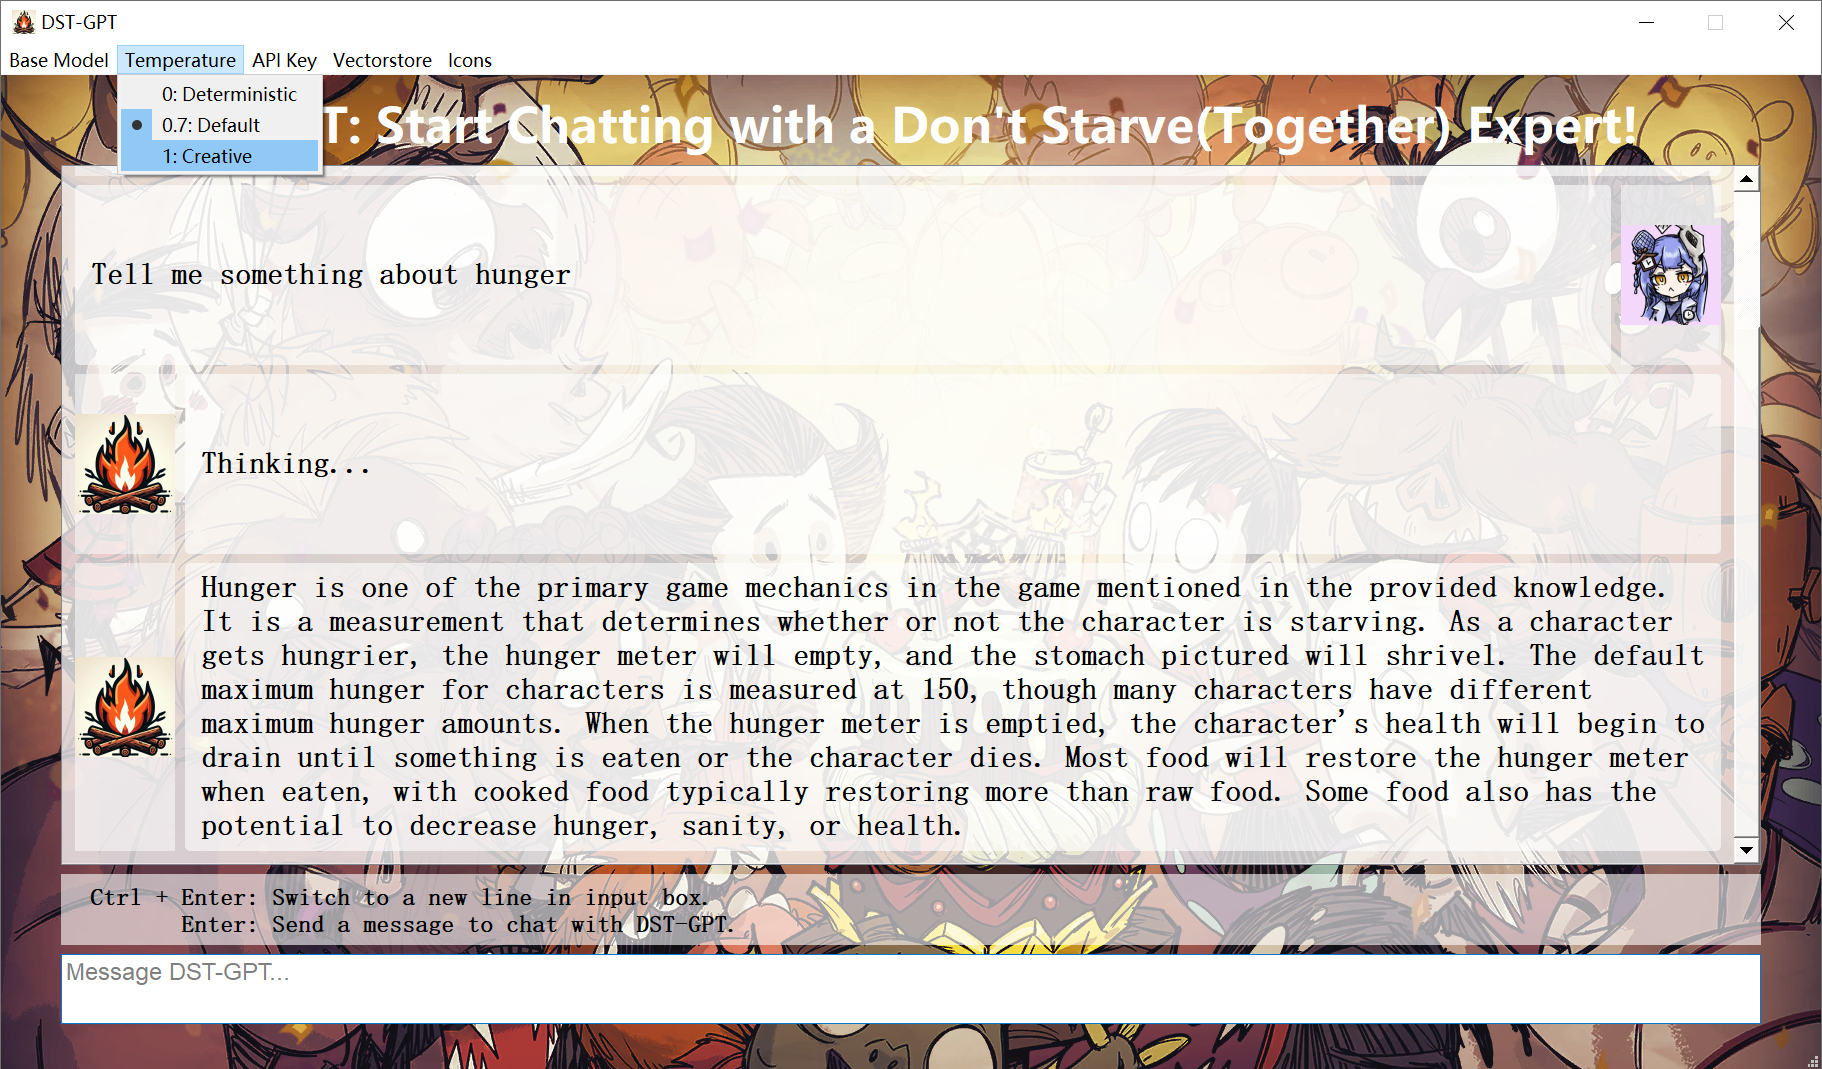 DST-GPT
Base Model Temperature API Key Vectorstore Icons
0: Deterministic
0.7: Default
1: Creative
T: Start Chatting with a Don't Starve(Together) Expert!
Tell me something about hunger
Thinking...
Hunger is one of the primary game mechanics in the game mentioned in the provided knowledge.
It is a measurement that determines whether or not the character is starving. As a character
gets hungrier, the hunger meter will empty, and the stomach pictured will shrivel. The default
maximum hunger for characters is measured at 150, though many characters have different
maximum hunger amounts. When the hunger meter is emptied, the character's health will begin to
drain until something is eaten or the character dies. Most food will restore the hunger meter
when eaten, with cooked food typically restoring more than raw food. Some food also has the
potential to decrease hunger, sanity, or health.
Ctrl + Enter: Switch to a new line in input box.
Enter: Send a message to chat with DST-GPT.
Message DST-GPT...